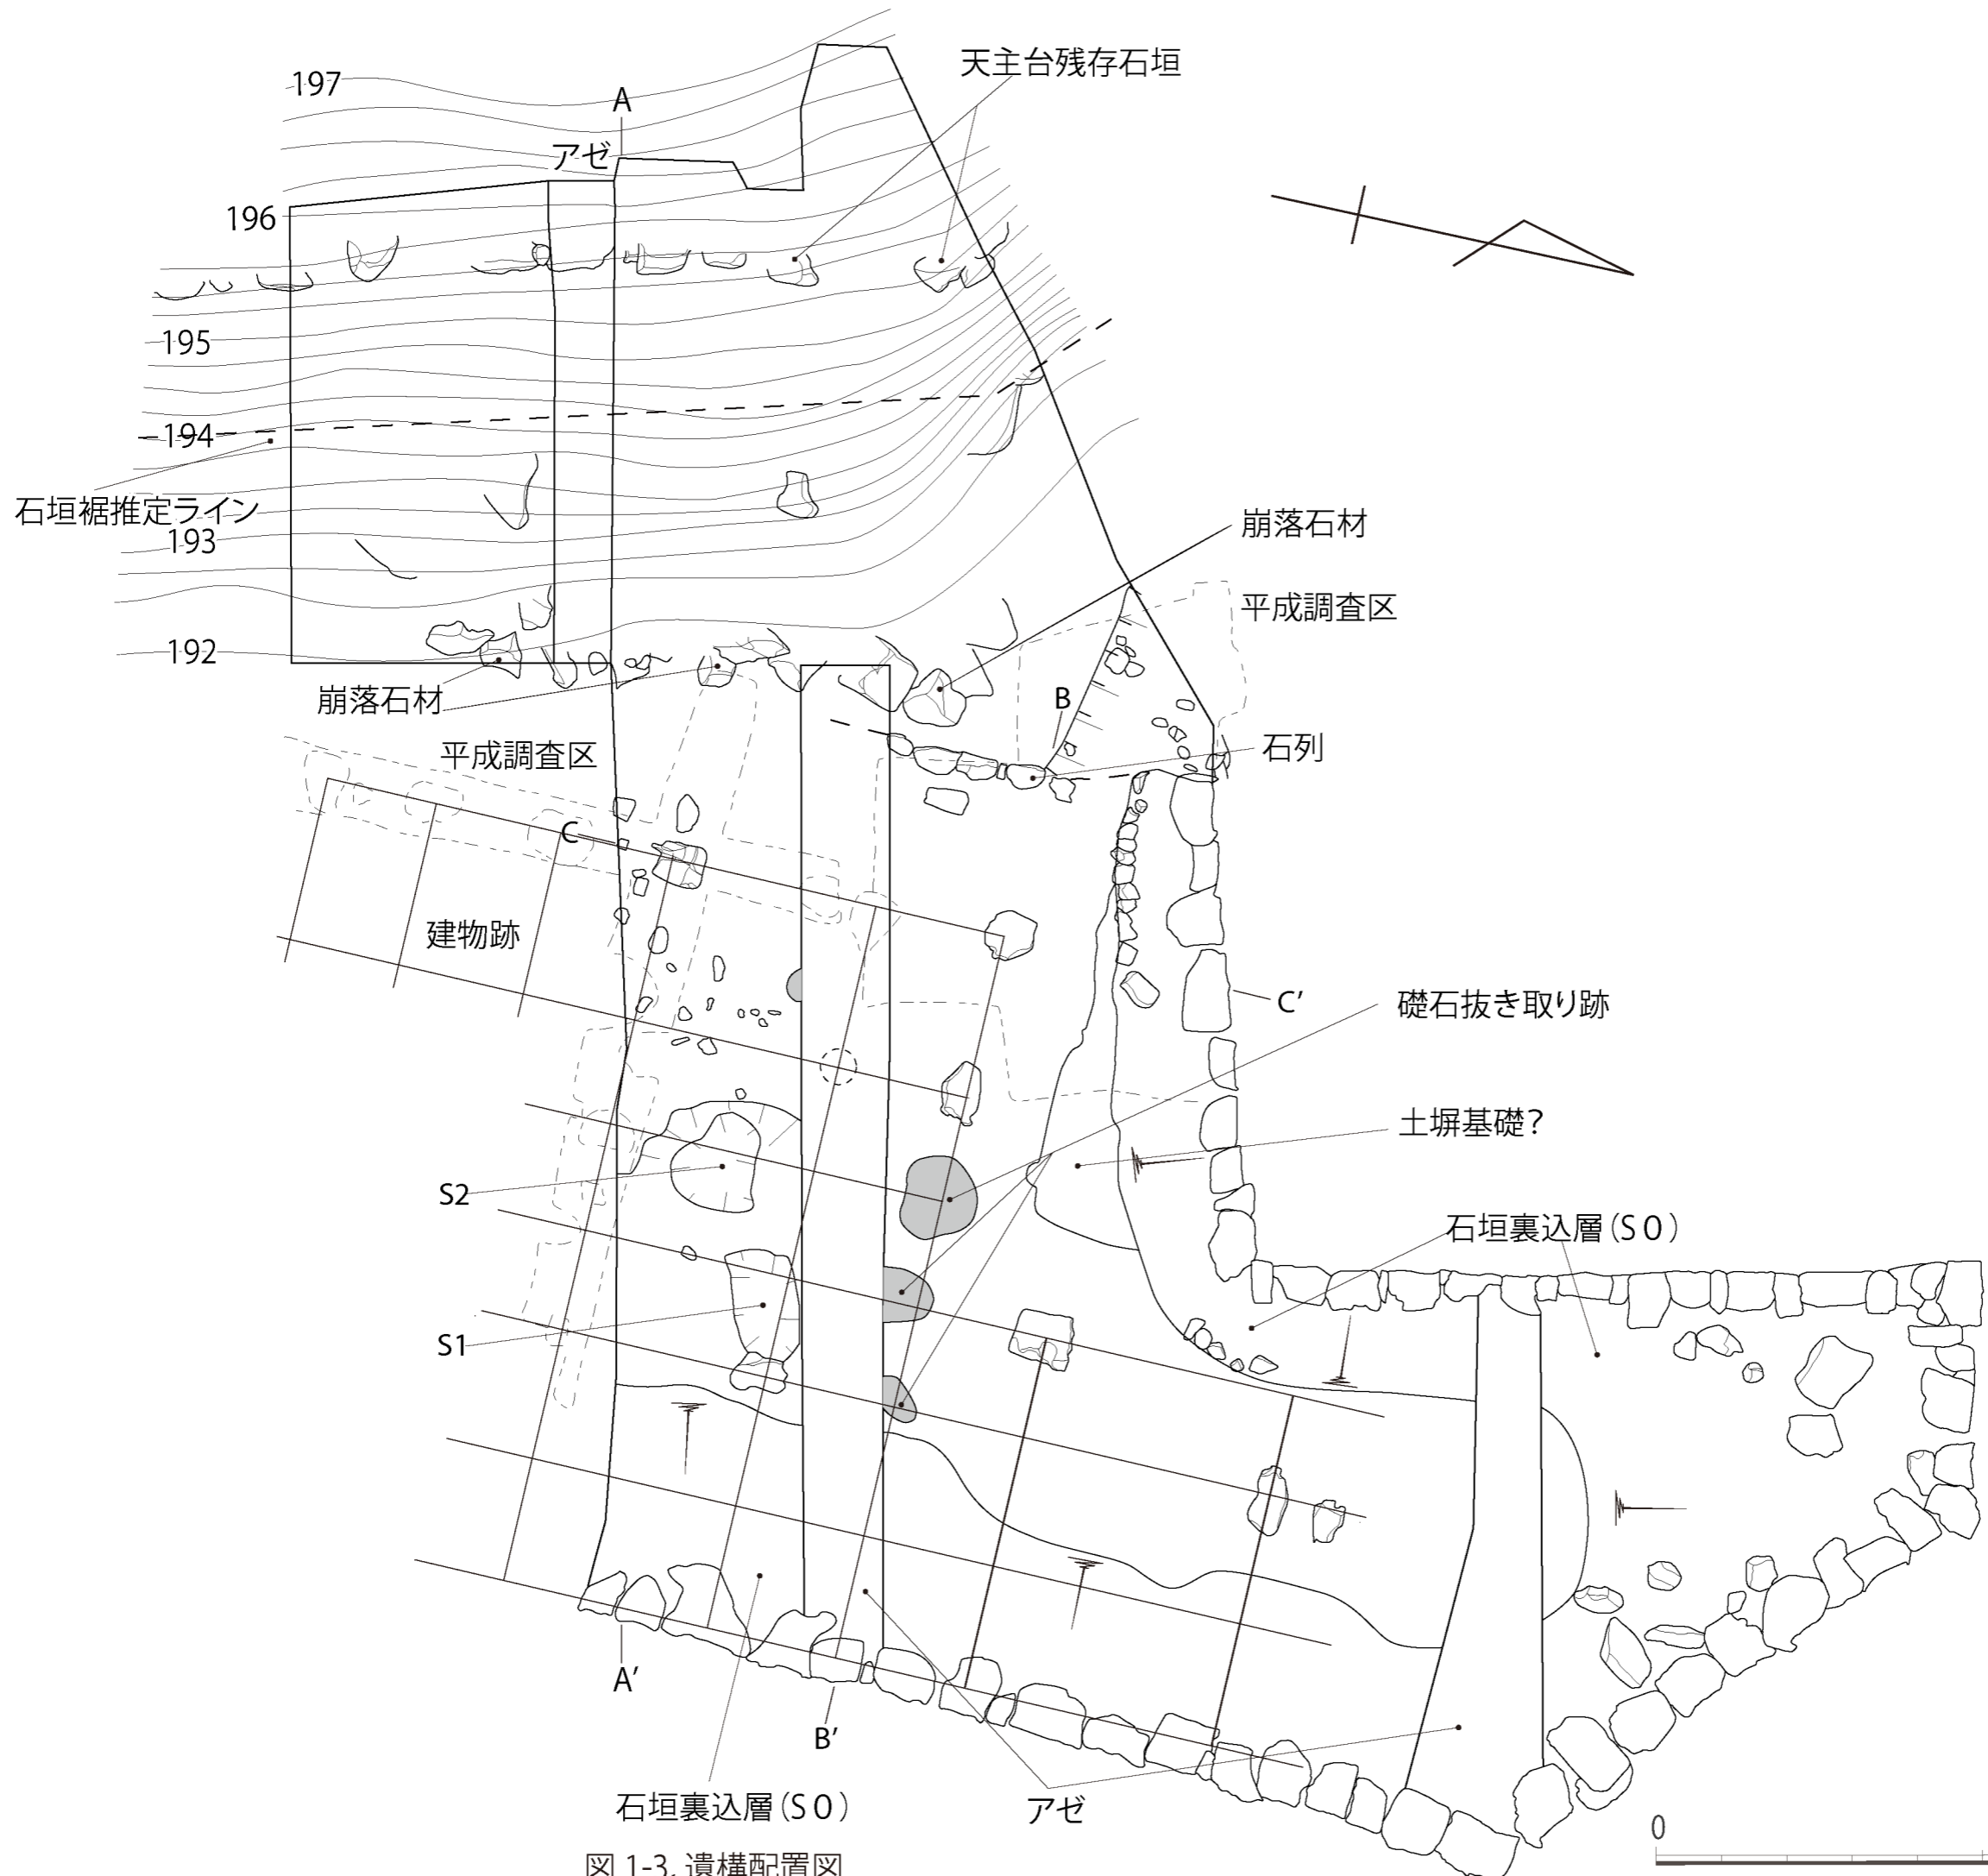 197
A
天主台残存石垣
アゼ
196
195
194
石垣裾推定ライン
193
崩落石材
平成調査区
192
崩落石材
B
石列
平成調査区
C
建物跡
C′
礎石抜き取り跡
土塀基礎?
S2
石垣裏込層(S0)
S1
A′
B′
石垣裏込層(S0)
アゼ
0
図 1-3. 遺構配置図